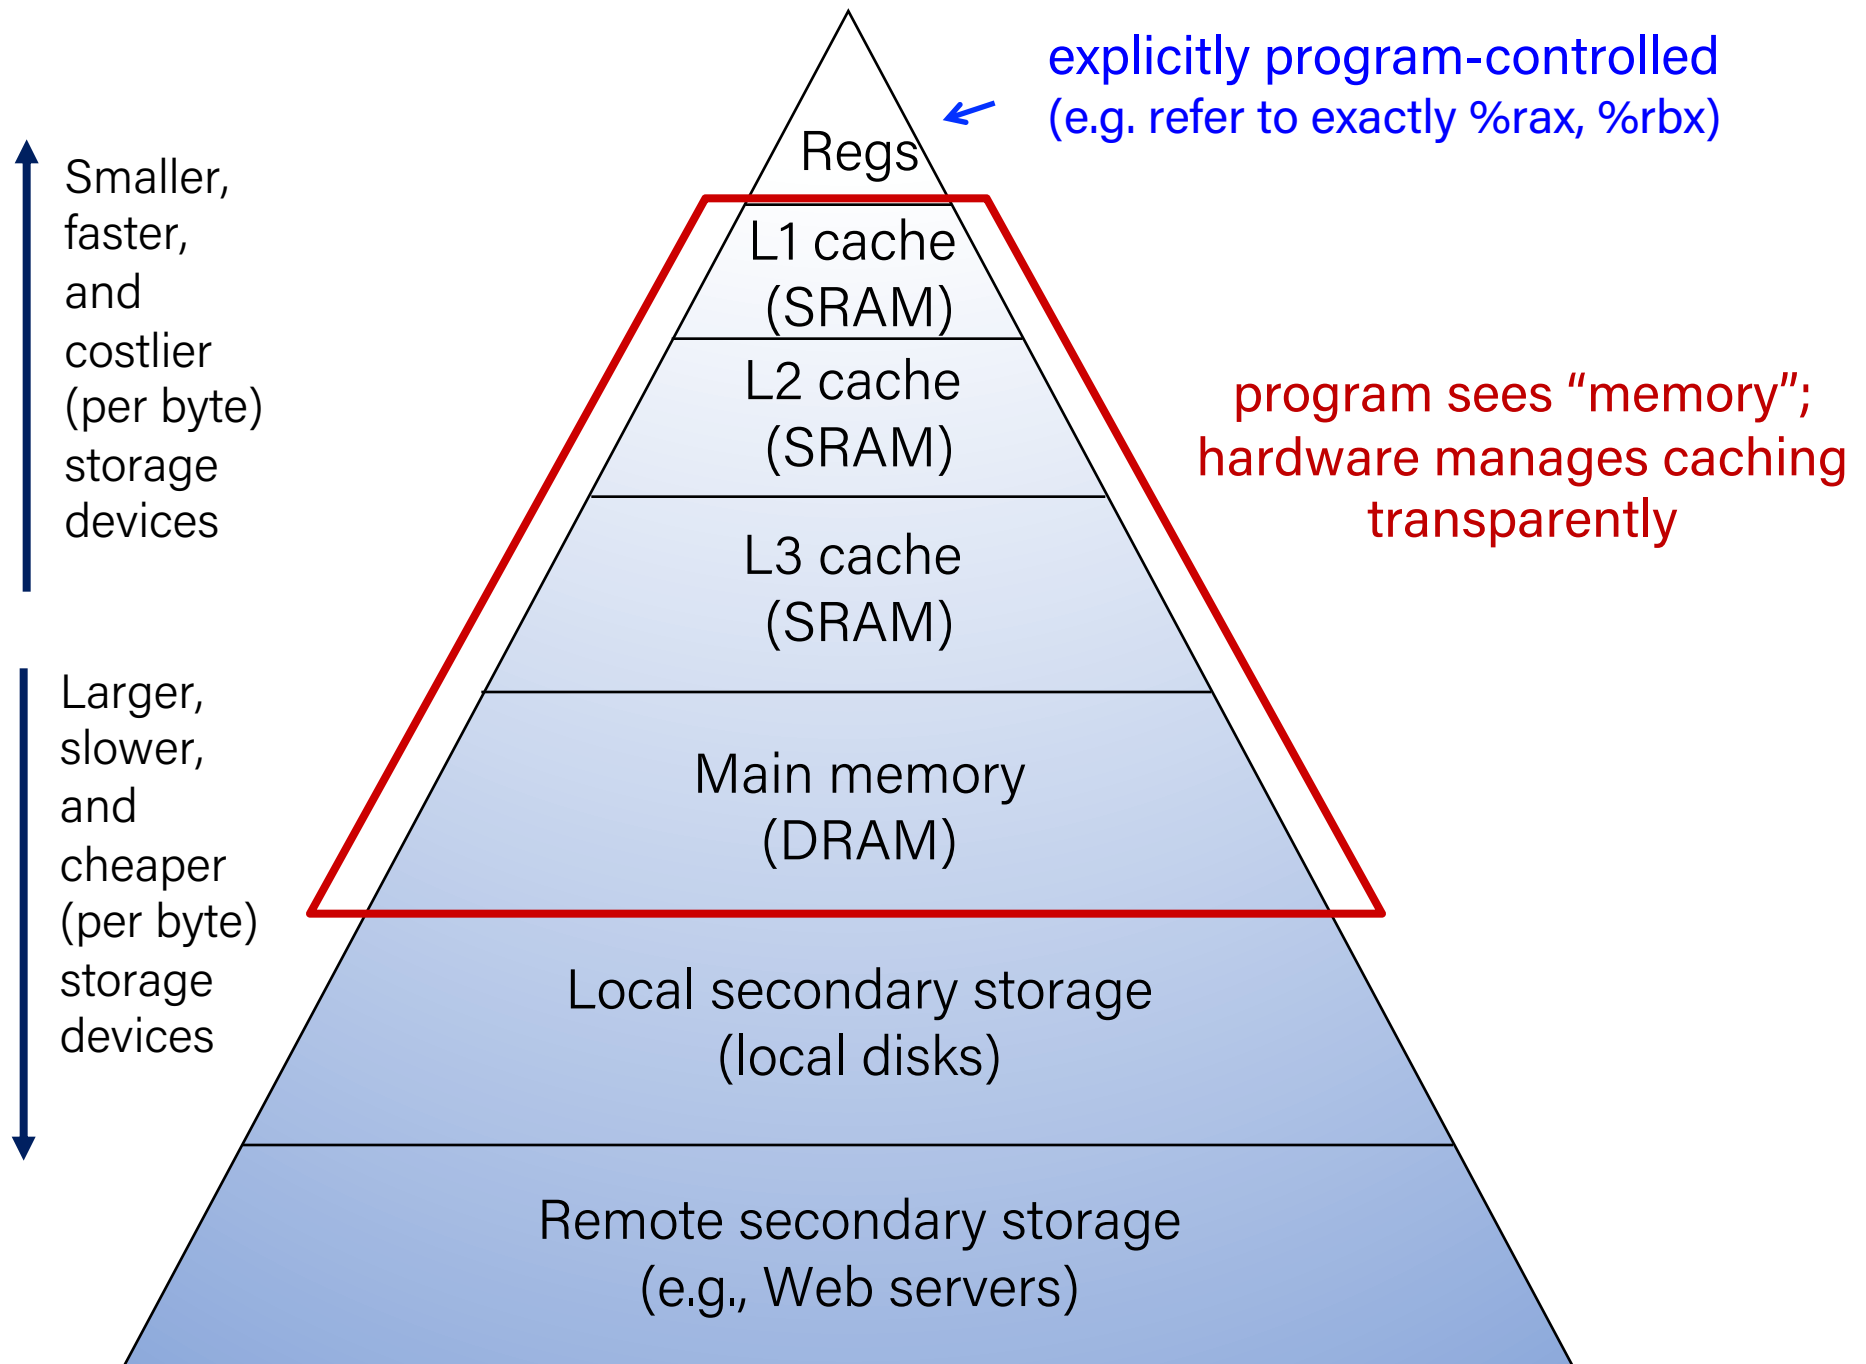 explicitly program-controlled
(e.g. refer to exactly %rax, %rbx)
Regs
Smaller,
faster,
and
costlier
(per byte)
storage
devices
L1 cache
(SRAM)
L2 cache
(SRAM)
program sees “memory”;
hardware manages caching
transparently
L3 cache
(SRAM)
Larger,
slower,
and
cheaper
(per byte)
storage
devices
Main memory
(DRAM)
Local secondary storage
(local disks)
Remote secondary storage
(e.g., Web servers)